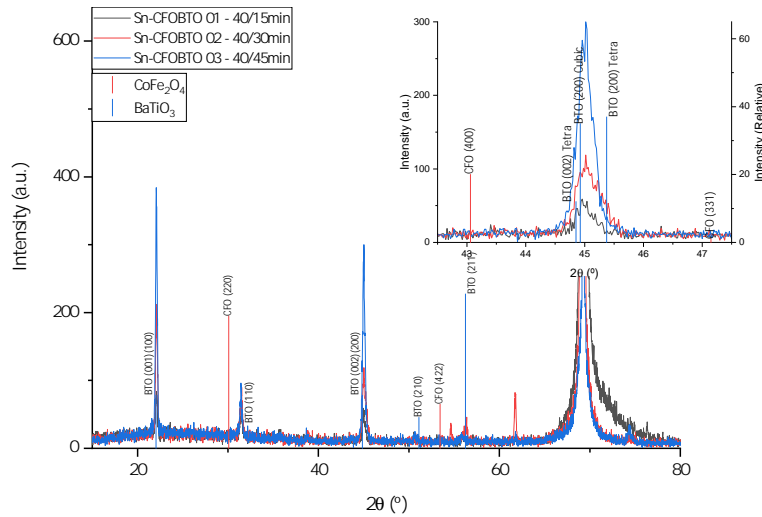 Sn-CFOBTO 01 - 40/15min
Sn-CFOBTO 02 - 40/30min
Sn-CFOBTO 03 - 40/45min
CoFe2O4
BaTiO3
600
400
200
0
Intensity (a.u.)
20
40
60
80
2θ (°)
BTO (001) (100)
CFO (220)
BTO (110)
BTO (002) (200)
BTO (210)
CFO (422)
BTO (211)
300
200
100
0
Intensity (a.u.)
60
40
20
0
Intensity (Relative)
43
44
45
46
47
2θ (°)
CFO (400)
BTO (002) Tetra
BTO (200) Cubic
BTO (200) Tetra
CFO (331)